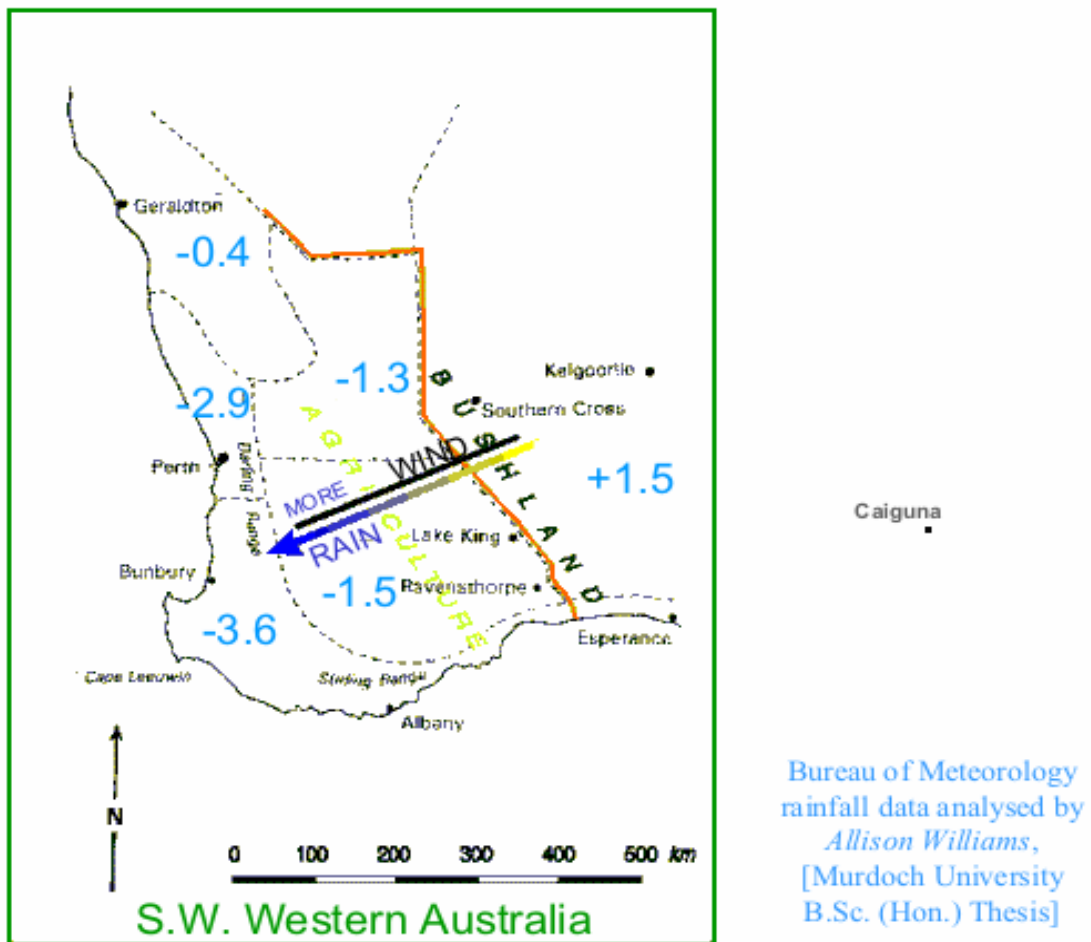 Geraldton
-0.4
-1.3
BUSHLAND
Kalgoorlie
Southern Cross
-2.9
AGRICULTURE
Perth
Darling Range
WIND
MORE
RAIN
+1.5
Caiguna
Lake King
Bunbury
-1.5
Ravensthorpe
-3.6
Esperance
Cape Leeuwin
Stirling Range
Albany
N
0 100 200 300 400 500 km
S.W. Western Australia
Bureau of Meteorology
rainfall data analysed by
Allison Williams,
[Murdoch University
B.Sc. (Hon.) Thesis]